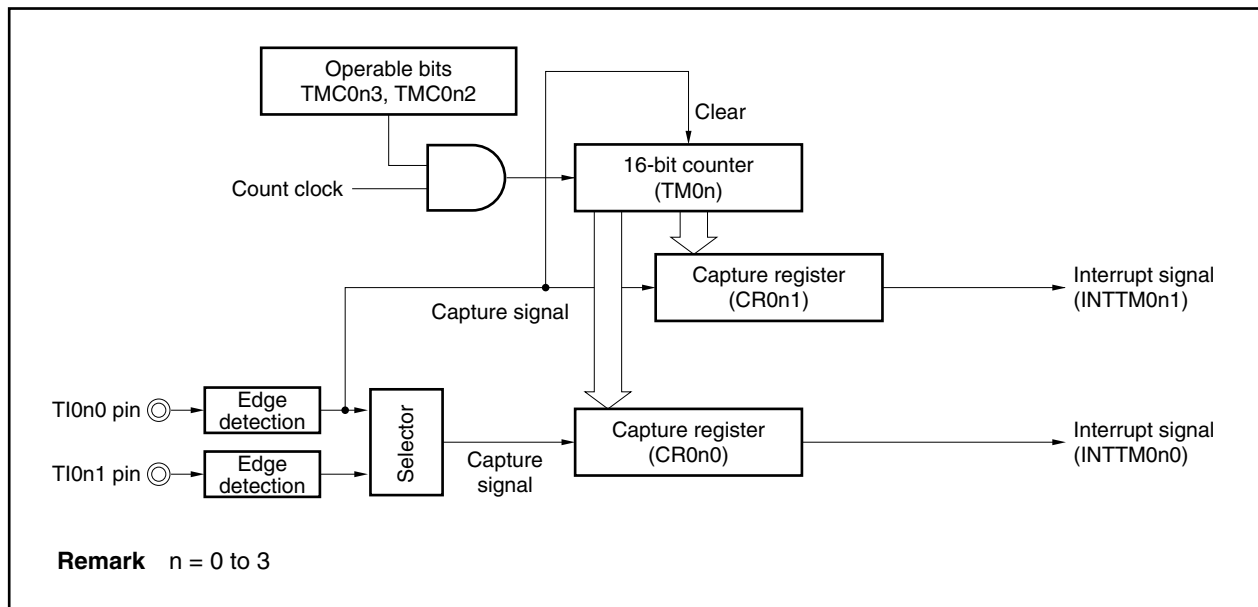 Operable bits
TMC0n3, TMC0n2
Clear
Count clock
16-bit counter
(TM0n)
Capture register
(CR0n1)
Interrupt signal
(INTTM0n1)
Capture signal
TI0n0 pin
Edge
detection
Selector
Capture register
(CR0n0)
Interrupt signal
(INTTM0n0)
TI0n1 pin
Edge
detection
Capture
signal
Remark n = 0 to 3